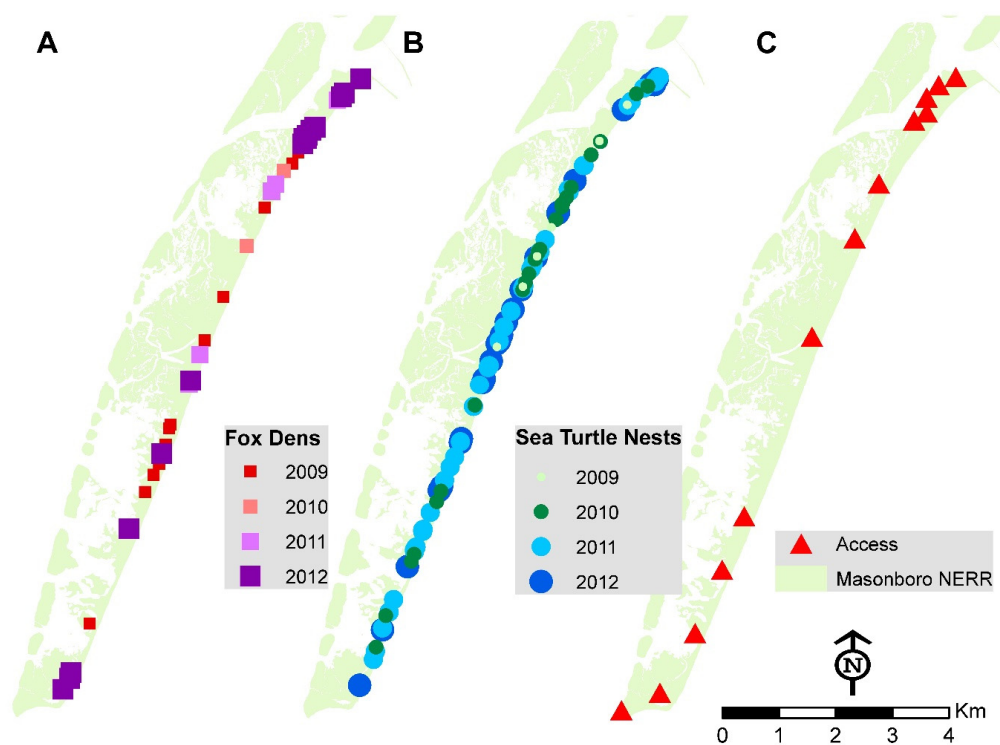 A
B
C
Fox Dens
2009
2010
2011
2012
Sea Turtle Nests
2009
2010
2011
2012
Access
Masonboro NERR
N
Km
0 1 2 3 4